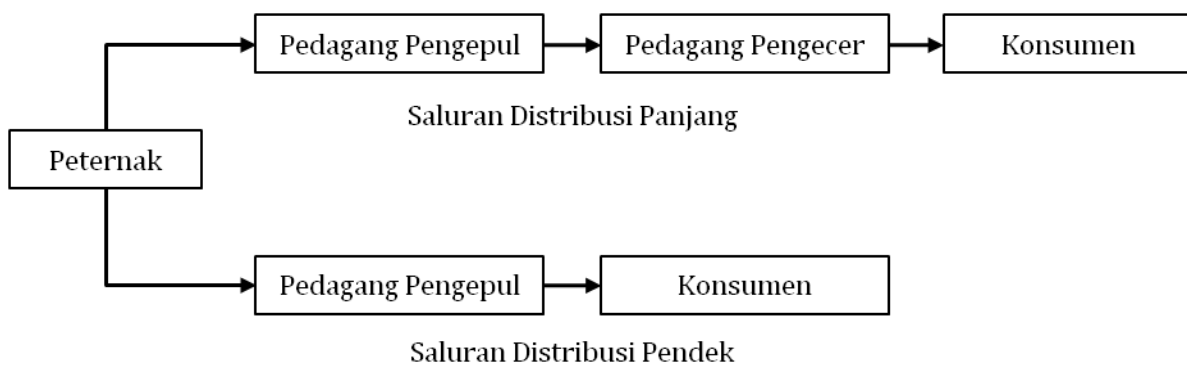 Pedagang Pengepul
Pedagang Pengecer
Konsumen
Saluran Distribusi Panjang
Peternak
Pedagang Pengepul
Konsumen
Saluran Distribusi Pendek